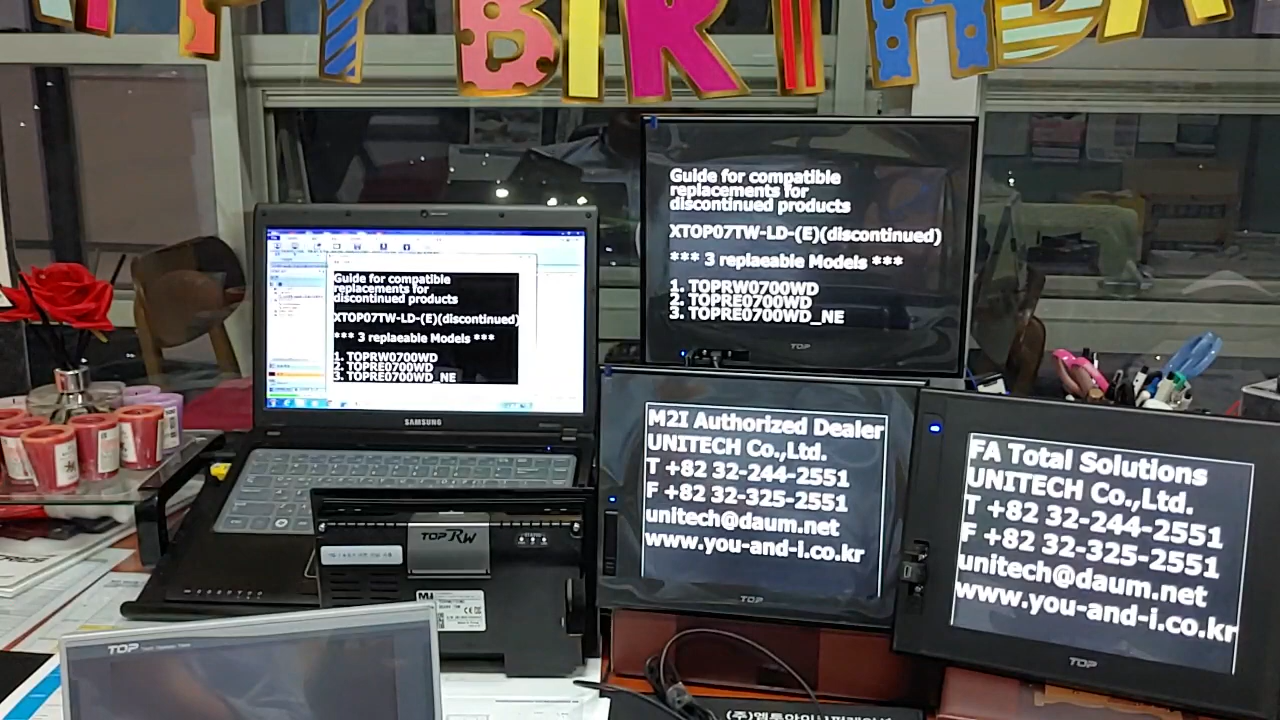 PPY BIRTHDA
Guide for compatible
replacements for
discontinued products
XTOP07TW-LD-(E)(discontinued)
*** 3 replaeable Models ***
1. TOPRW0700WD
2. TOPRE0700WD
3. TOPRE0700WD_NE
TOP
Guide for compatible
replacements for
discontinued products
XTOP07TW-LD-(E)(discontinued)
*** 3 replaeable Models ***
1. TOPRW0700WD
2. TOPRE0700WD
3. TOPRE0700WD_NE
SAMSUNG
M2I Authorized Dealer
UNITECH Co.,Ltd.
T +82 32-244-2551
F +82 32-325-2551
unitech@daum.net
www.you-and-i.co.kr
TOP
FA Total Solutions
UNITECH Co.,Ltd.
T +82 32-244-2551
F +82 32-325-2551
unitech@daum.net
www.you-and-i.co.kr
TOP
TOP RW
TOP